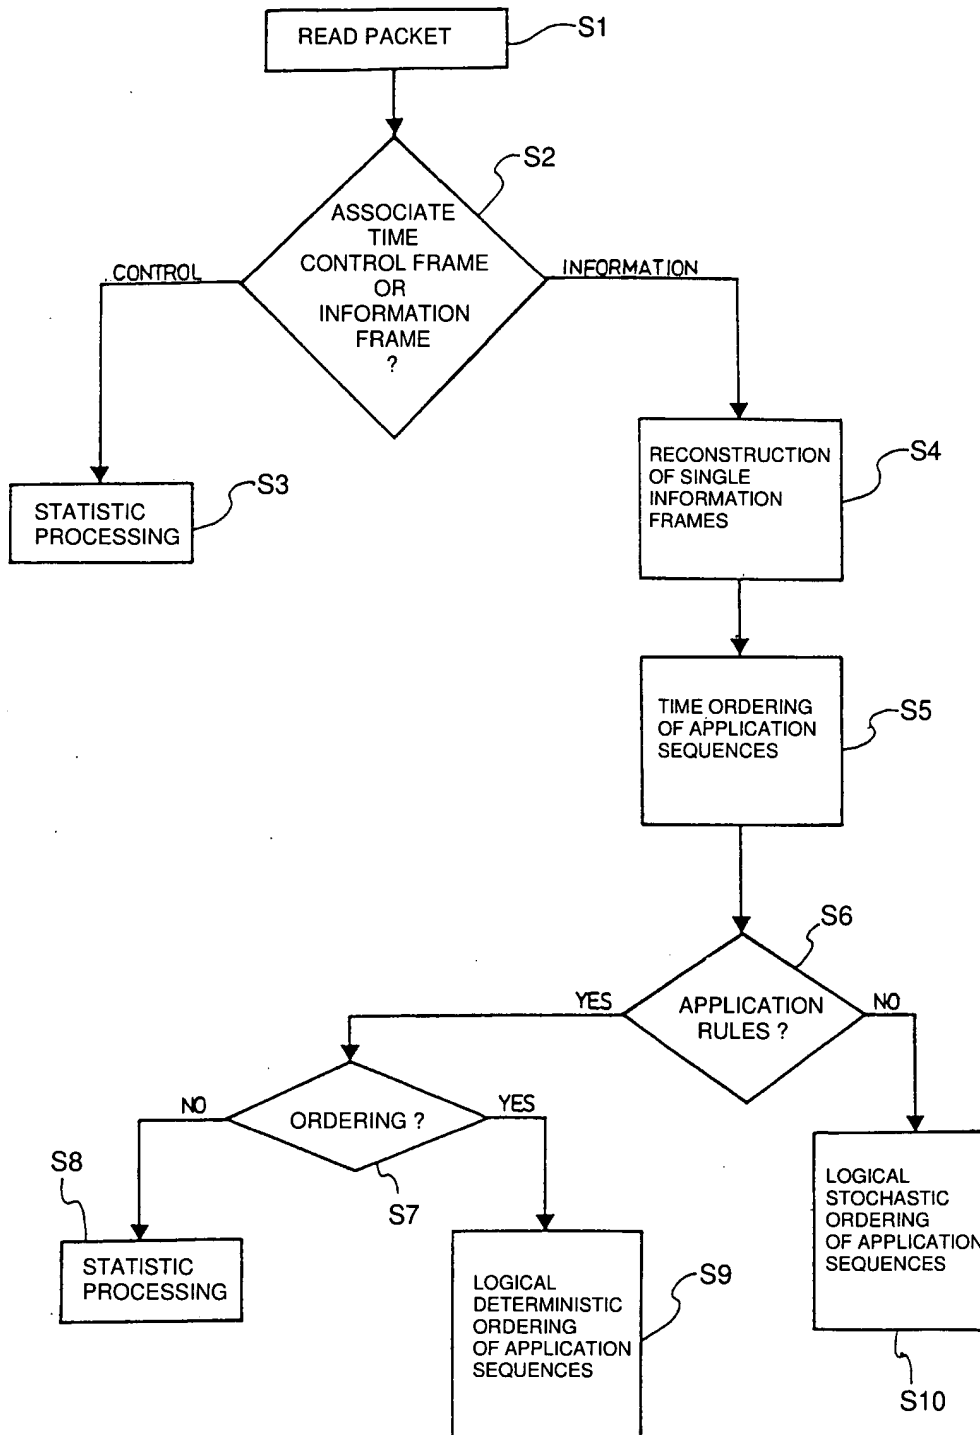 READ PACKET
S1
S2
ASSOCIATE
TIME
CONTROL FRAME
OR
INFORMATION
FRAME
?
CONTROL
INFORMATION
S3
STATISTIC
PROCESSING
S4
RECONSTRUCTION
OF SINGLE
INFORMATION
FRAMES
S5
TIME ORDERING
OF APPLICATION
SEQUENCES
S6
APPLICATION
RULES ?
YES
NO
ORDERING ?
NO
YES
S7
S8
STATISTIC
PROCESSING
S9
LOGICAL
DETERMINISTIC
ORDERING
OF APPLICATION
SEQUENCES
LOGICAL
STOCHASTIC
ORDERING
OF APPLICATION
SEQUENCES
S10